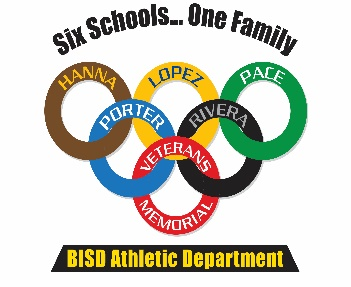 Six Schools... One Family
HANNA
LOPEZ
PACE
PORTER
RIVERA
VETERANS
MEMORIAL
BISD Athletic Department